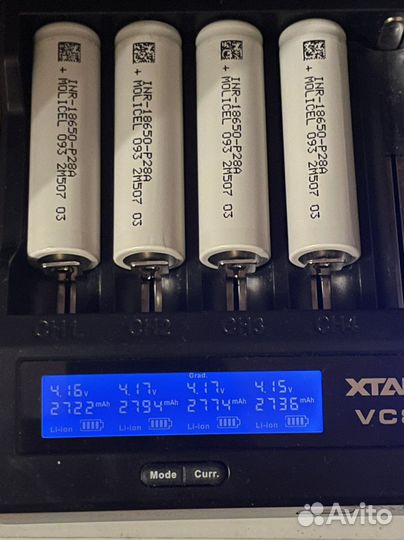 INR-18650-P28A
+ MOLICEL 093 2M507 03
INR-18650-P28A
+ MOLICEL 093 2M507 03
INR-18650-P28A
+ MOLICEL 093 2M507 03
INR-18650-P28A
+ MOLICEL 093 2M507 03
CH1 CH2 CH3 CH4
Grad.
4.16V 4.17V 4.17V 4.15V
2722mAh 2794mAh 2774mAh 2736mAh
Li-ion Li-ion Li-ion Li-ion
XTA
VC
Mode Curr.
Avito